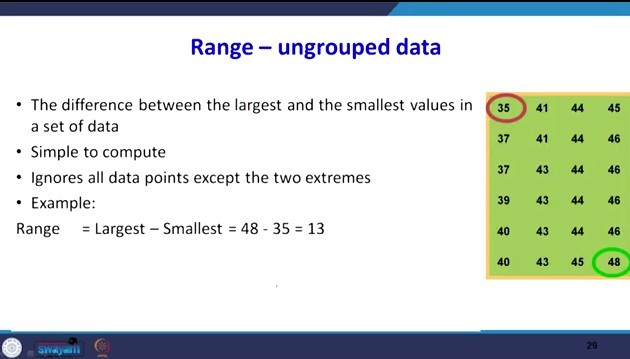 Range – ungrouped data
• The difference between the largest and the smallest values in
a set of data
• Simple to compute
• Ignores all data points except the two extremes
• Example:
Range = Largest – Smallest = 48 - 35 = 13
35 41 44 45
37 41 44 46
37 43 44 46
39 43 44 46
40 43 44 46
40 43 45 48
swayam
29